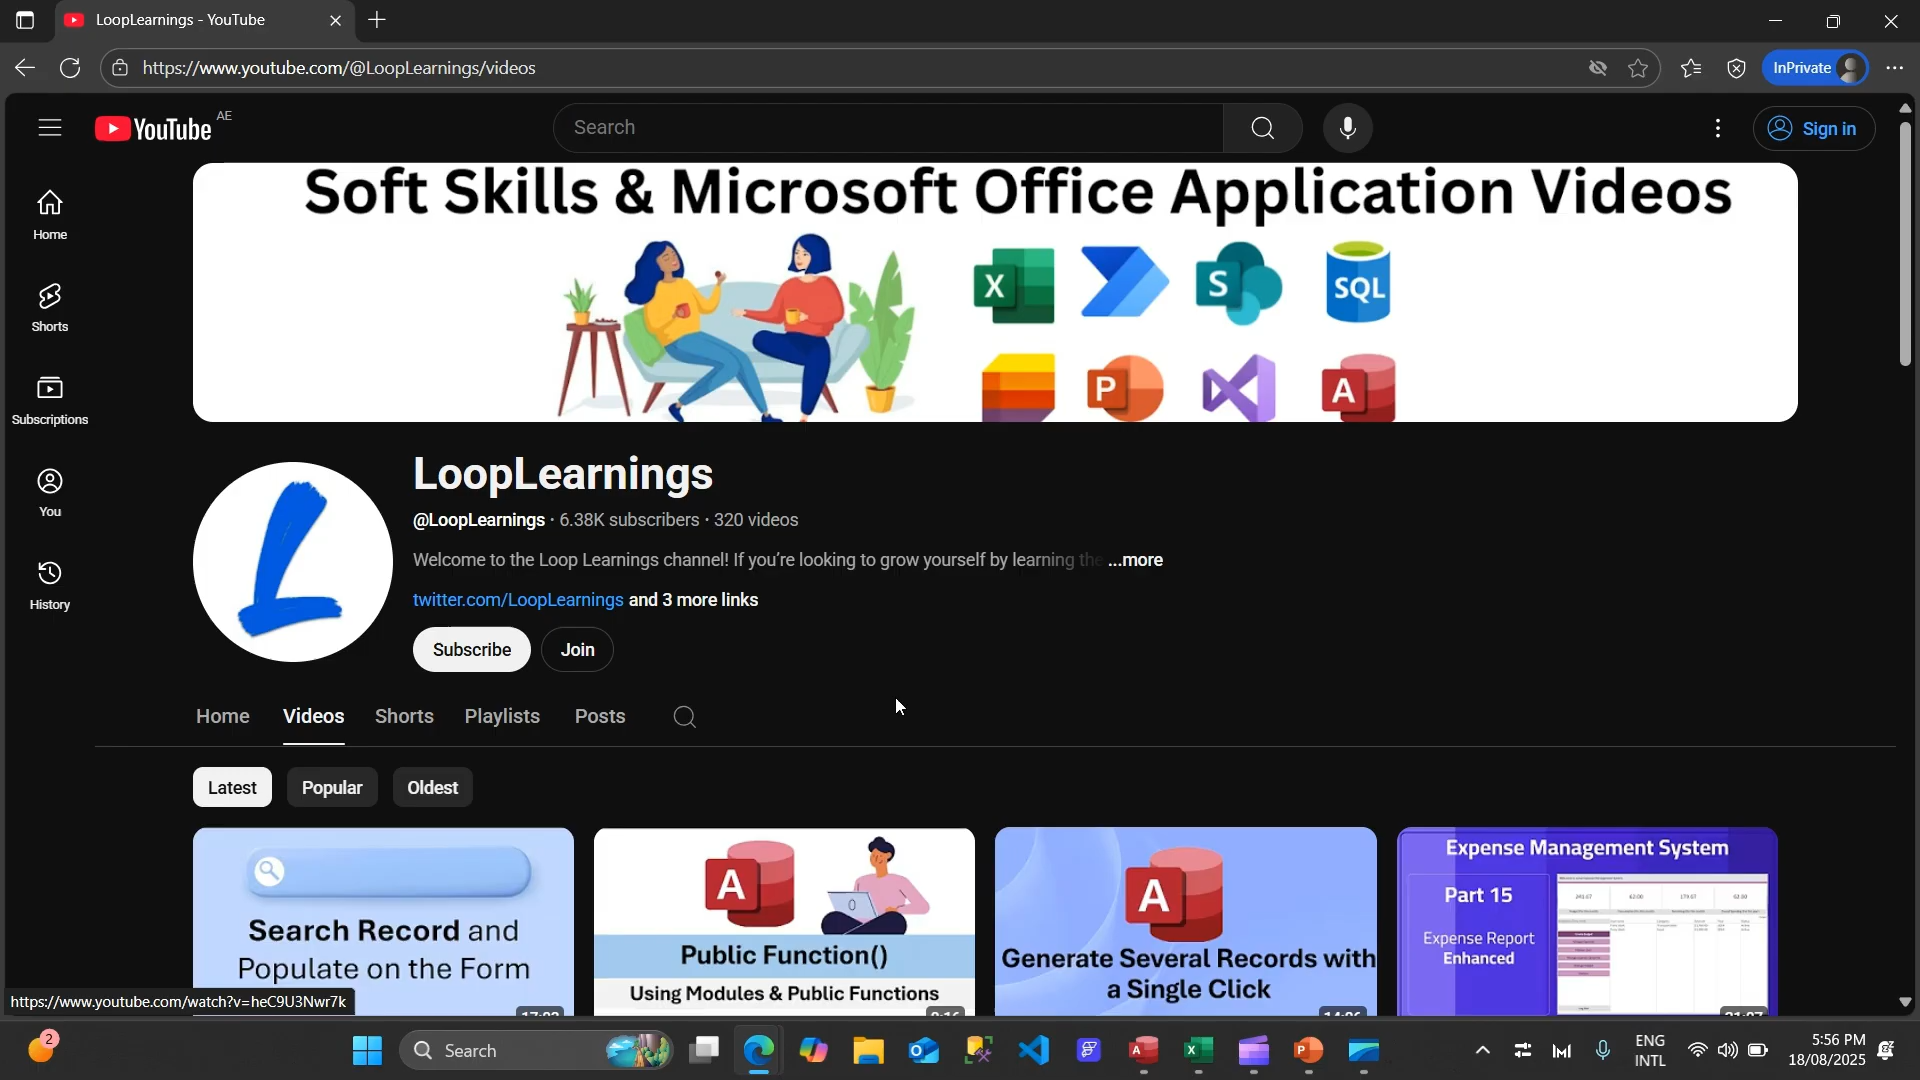 LoopLearnings - YouTube
https://www.youtube.com/@LoopLearnings/videos
InPrivate
YouTube AE
Search
Sign in
Soft Skills & Microsoft Office Application Videos
X
S
SQL
P
A
Home
Shorts
Subscriptions
You
History
LoopLearnings
@LoopLearnings · 6.38K subscribers · 320 videos
Welcome to the Loop Learnings channel! If you're looking to grow yourself by learning the ...more
twitter.com/LoopLearnings and 3 more links
Subscribe
Join
Home
Videos
Shorts
Playlists
Posts
Latest
Popular
Oldest
Search Record and
Populate on the Form
A
Public Function()
Using Modules & Public Functions
A
Generate Several Records with
a Single Click
Expense Management System
Part 15
Expense Report
Enhanced
https://www.youtube.com/watch?v=heC9U3Nwr7k
2
Search
ENG
INTL
5:56 PM
18/08/2025